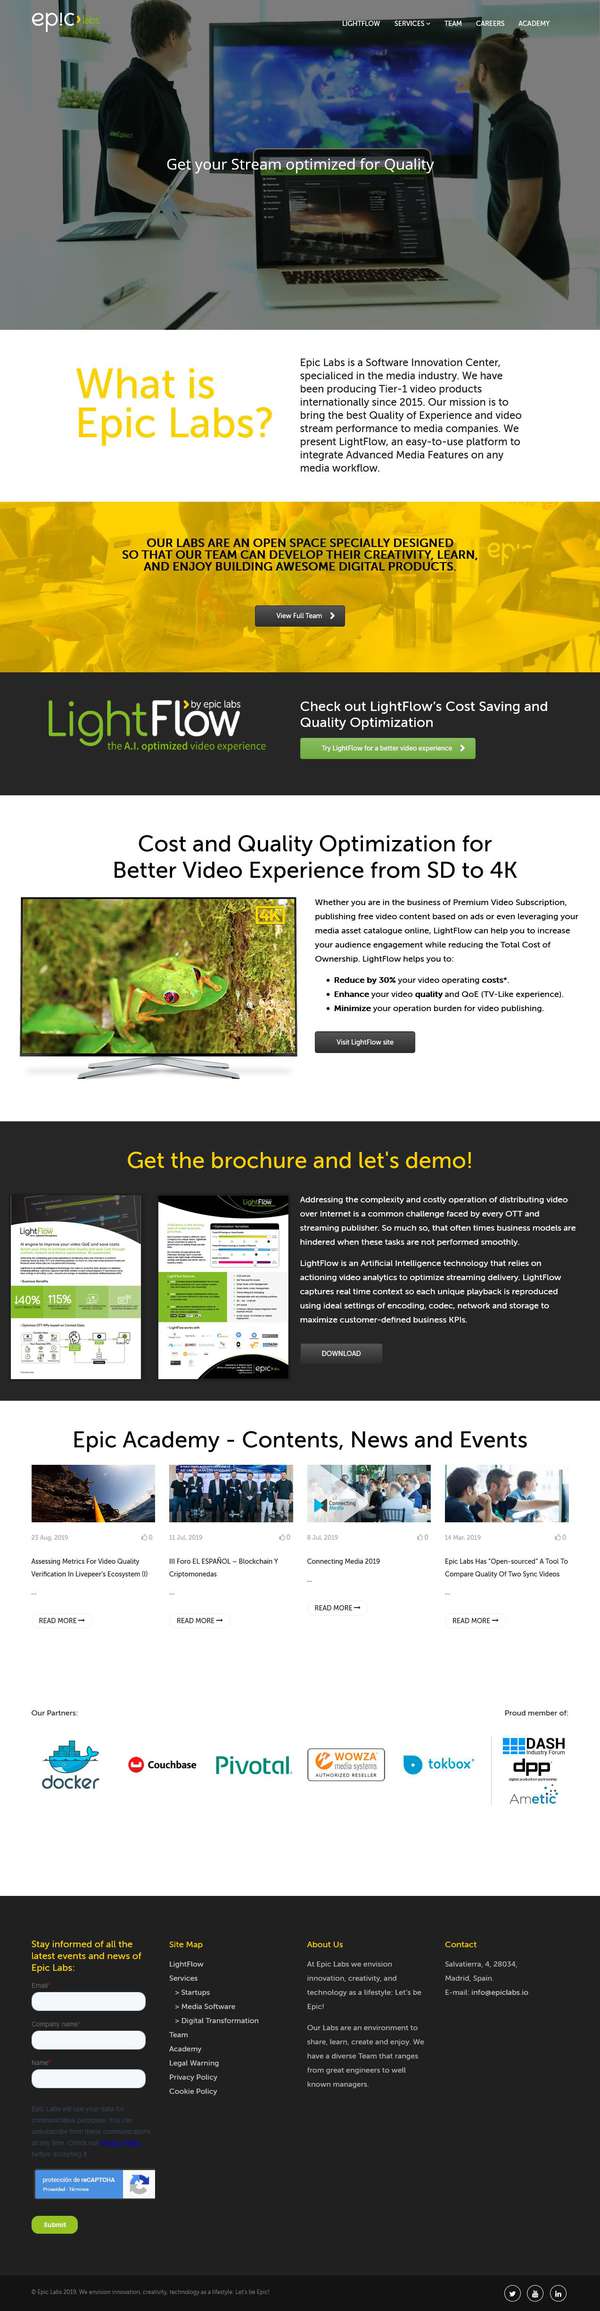 epic labs
LIGHTFLOW SERVICES TEAM CAREERS ACADEMY
Get your Stream optimized for Quality
What is
Epic Labs?
Epic Labs is a Software Innovation Center,
specialiced in the media industry. We have
been producing Tier-1 video products
internationally since 2015. Our mission is to
bring the best Quality of Experience and video
stream performance to media companies. We
present LightFlow, an easy-to-use platform to
integrate Advanced Media Features on any
media workflow.
OUR LABS ARE AN OPEN SPACE SPECIALLY DESIGNED
SO THAT OUR TEAM CAN DEVELOP THEIR CREATIVITY, LEARN,
AND ENJOY BUILDING AWESOME DIGITAL PRODUCTS.
View Full Team
LightFlow
by epic labs
the A.I. optimized video experience
Check out LightFlow's Cost Saving and
Quality Optimization
Try LightFlow for a better video experience
Cost and Quality Optimization for
Better Video Experience from SD to 4K
4K
Whether you are in the business of Premium Video Subscription,
publishing free video content based on ads or even leveraging your
media asset catalogue online, LightFlow can help you to increase
your audience engagement while reducing the Total Cost of
Ownership. LightFlow helps you to:
• Reduce by 30% your video operating costs*.
• Enhance your video quality and QoE (TV-Like experience).
• Minimize your operation burden for video publishing.
Visit LightFlow site
Get the brochure and let's demo!
LightFlow
140% 115%
LightFlow
epic labs
Addressing the complexity and costly operation of distributing video
over Internet is a common challenge faced by every OTT and
streaming publisher. So much so, that often times business models are
hindered when these tasks are not performed smoothly.
LightFlow is an Artificial Intelligence technology that relies on
actioning video analytics to optimize streaming delivery. LightFlow
captures real time context so each unique playback is reproduced
using ideal settings of encoding, codec, network and storage to
maximize customer-defined business KPIs.
DOWNLOAD
Epic Academy - Contents, News and Events
Connecting
Media
23 Aug, 2019 0
Assessing Metrics For Video Quality
Verification In Livepeer's Ecosystem (I)
...
READ MORE
11 Jul, 2019 0
III Foro EL ESPAÑOL – Blockchain Y
Criptomonedas
...
READ MORE
8 Jul, 2019 0
Connecting Media 2019
...
READ MORE
14 Mar, 2019 0
Epic Labs Has "Open-sourced" A Tool To
Compare Quality Of Two Sync Videos
...
READ MORE
Our Partners:
Proud member of:
docker
Couchbase
Pivotal
WOWZA
media systems
AUTHORIZED RESELLER
tokbox
DASH
Industry Forum
dpp
digital production partnership
Ametic
Stay informed of all the
latest events and news of
Epic Labs:
Email*
Company name*
Name*
Epic Labs will use your data for
communication purposes. You can
unsubscribe from these communications
at any time. Check our
before accepting it.
protección de reCAPTCHA
Privacidad - Términos
Submit
Site Map
LightFlow
Services
> Startups
> Media Software
> Digital Transformation
Team
Academy
Legal Warning
Privacy Policy
Cookie Policy
About Us
At Epic Labs we envision
innovation, creativity, and
technology as a lifestyle: Let's be
Epic!
Our Labs are an environment to
share, learn, create and enjoy. We
have a diverse Team that ranges
from great engineers to well
known managers.
Contact
Salvatierra, 4, 28034,
Madrid, Spain.
E-mail: info@epiclabs.io
© Epic Labs 2019. We envision innovation, creativity, technology as a lifestyle: Let's be Epic!